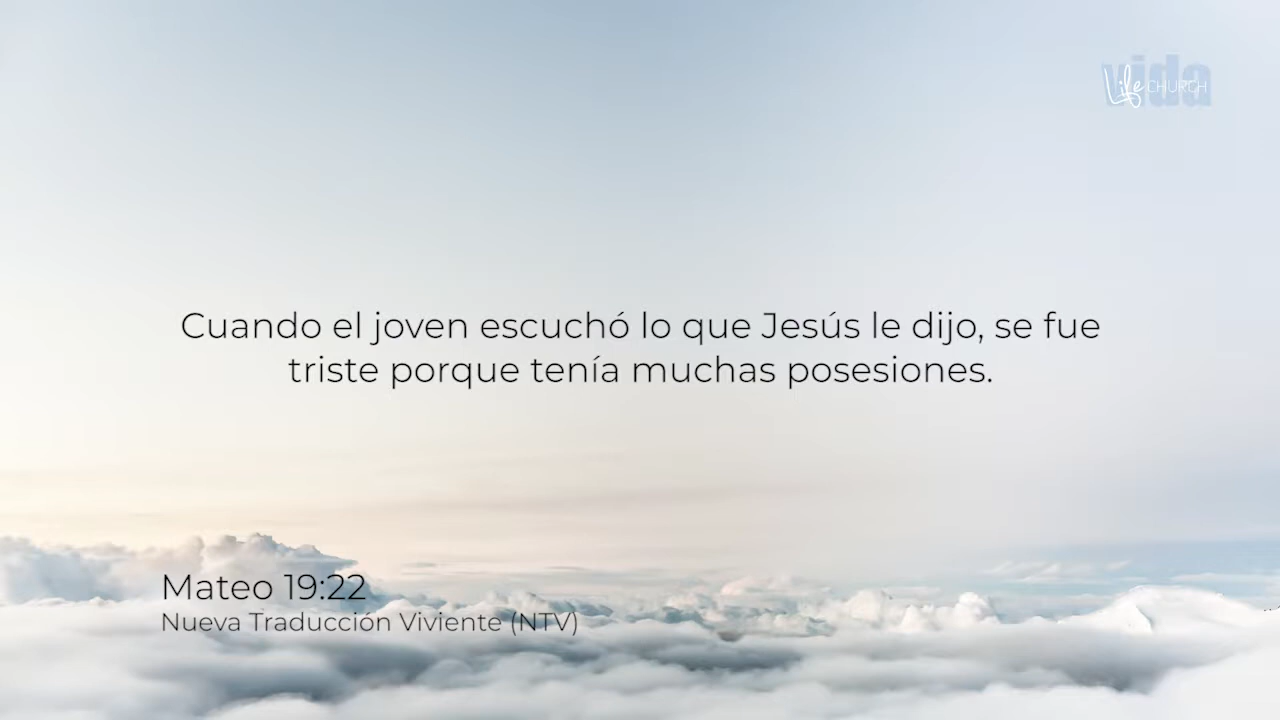 vida
Life CHURCH
Cuando el joven escuchó lo que Jesús le dijo, se fue
triste porque tenía muchas posesiones.
Mateo 19:22
Nueva Traducción Viviente (NTV)